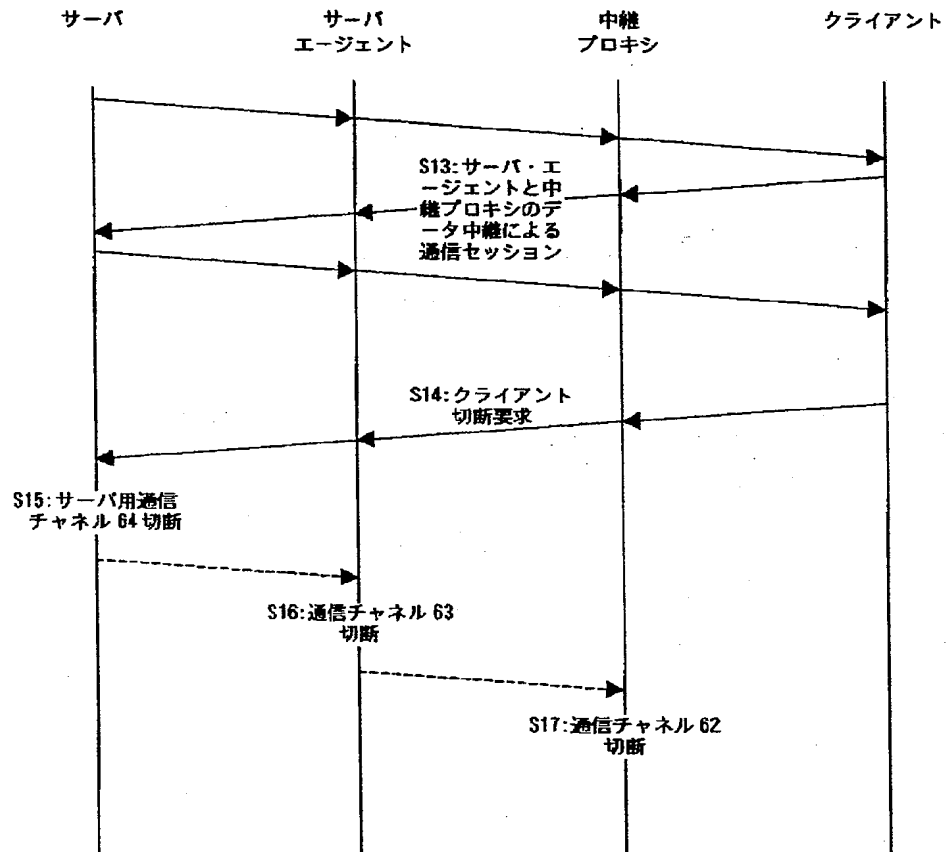 サーバ
サーバ
エージェント
中継
プロキシ
クライアント
S13:サーバ・エ
ージェントと中
継プロキシのデ
ータ中継による
通信セッション
S14:クライアント
切断要求
S15:サーバ用通信
チャネル 64 切断
S16:通信チャネル 63
切断
S17:通信チャネル 62
切断